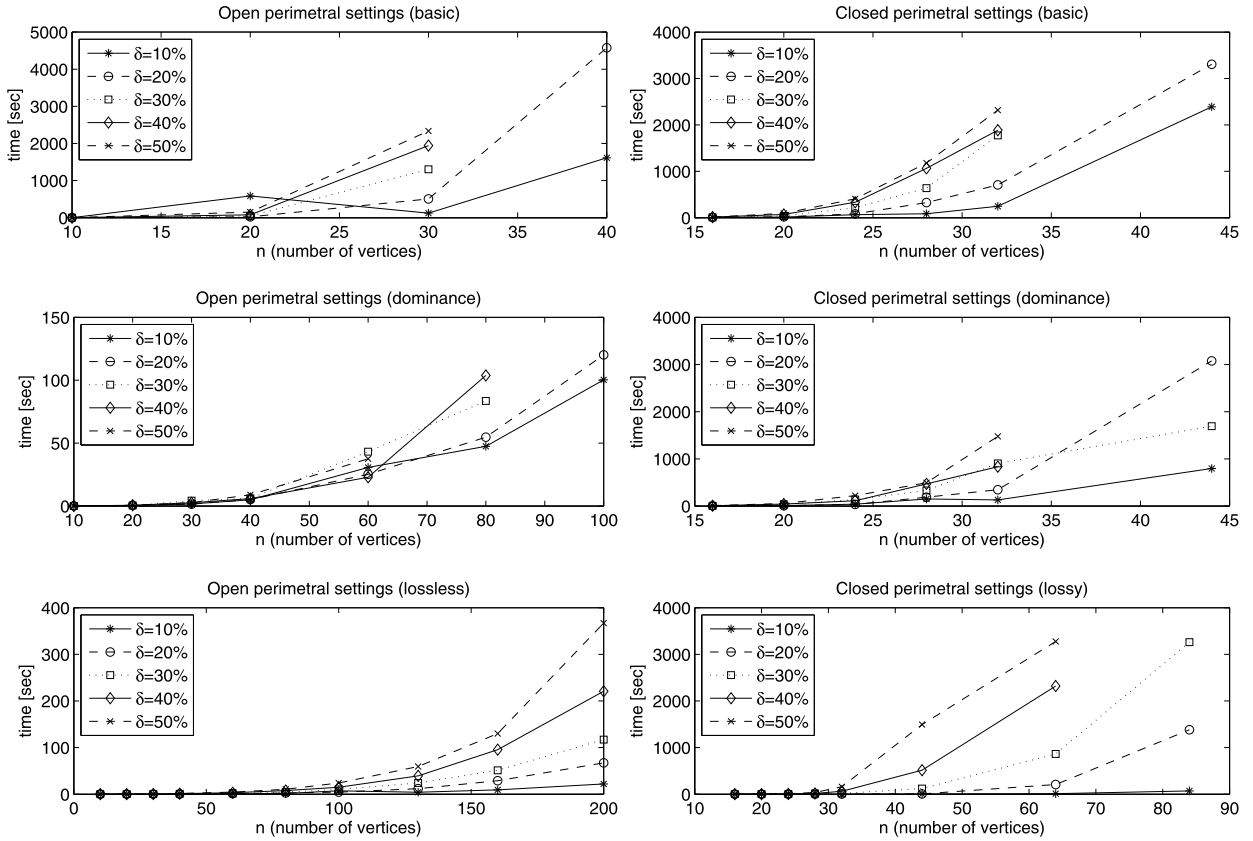 Open perimetral settings (basic)
5000
4000
3000
2000
1000
0
time [sec]
δ=10%
δ=20%
δ=30%
δ=40%
δ=50%
10 15 20 25 30 35 40
n (number of vertices)
Closed perimetral settings (basic)
4000
3000
2000
1000
0
time [sec]
δ=10%
δ=20%
δ=30%
δ=40%
δ=50%
15 20 25 30 35 40 45
n (number of vertices)
Open perimetral settings (dominance)
150
100
50
0
time [sec]
δ=10%
δ=20%
δ=30%
δ=40%
δ=50%
10 20 30 40 50 60 70 80 90 100
n (number of vertices)
Closed perimetral settings (dominance)
4000
3000
2000
1000
0
time [sec]
δ=10%
δ=20%
δ=30%
δ=40%
δ=50%
15 20 25 30 35 40 45
n (number of vertices)
Open perimetral settings (lossless)
400
300
200
100
0
time [sec]
δ=10%
δ=20%
δ=30%
δ=40%
δ=50%
0 50 100 150 200
n (number of vertices)
Closed perimetral settings (lossy)
4000
3000
2000
1000
0
time [sec]
δ=10%
δ=20%
δ=30%
δ=40%
δ=50%
10 20 30 40 50 60 70 80 90
n (number of vertices)